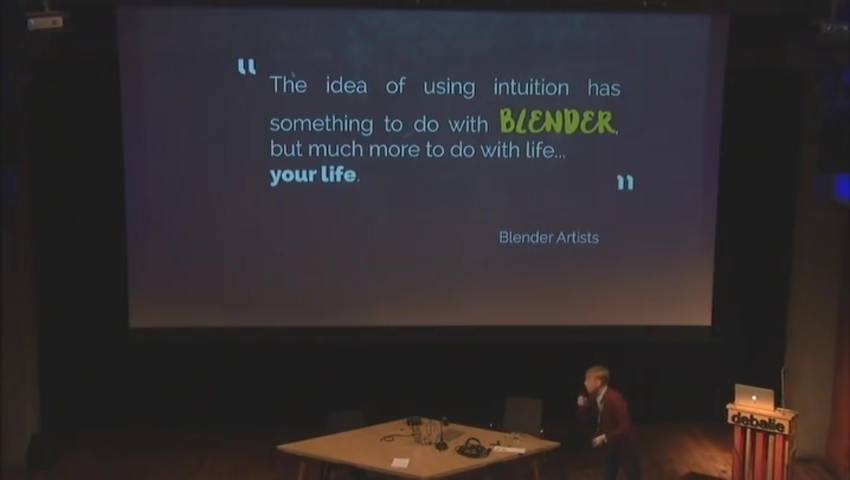 “
The idea of using intuition has
something to do with BLENDER,
but much more to do with life...
your life.
”
Blender Artists
debalie